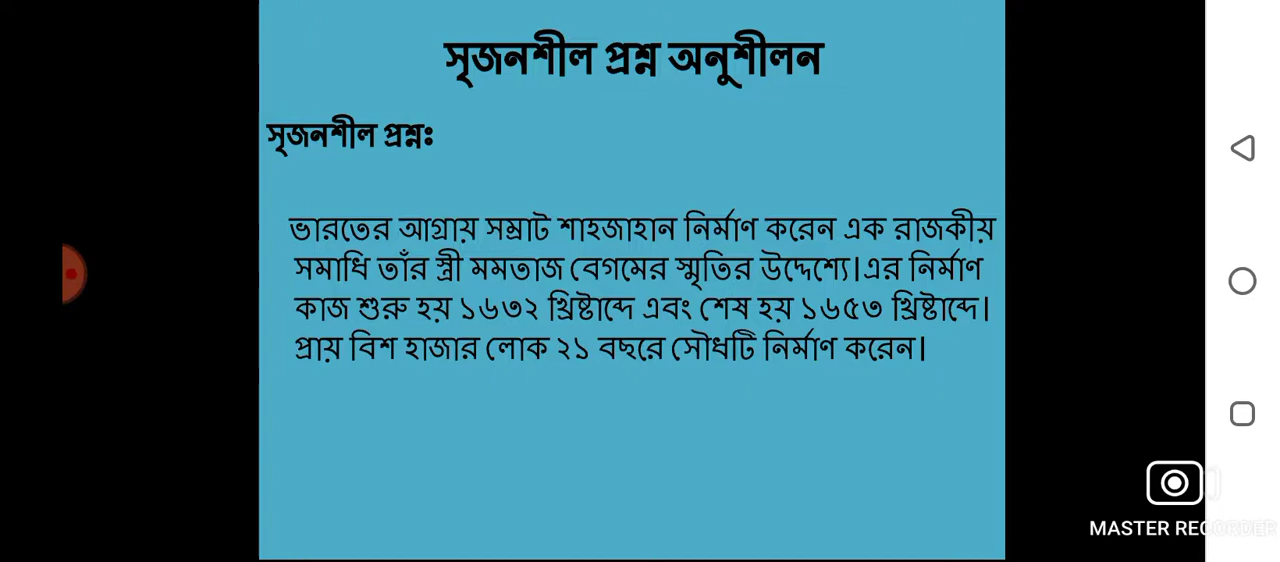 সৃজনশীল প্রশ্ন অনুশীলন
সৃজনশীল প্রশ্নঃ
ভারতের আগ্রায় সম্রাট শাহজাহান নির্মাণ করেন এক রাজকীয়
সমাধি তাঁর স্ত্রী মমতাজ বেগমের স্মৃতির উদ্দেশ্যে।এর নির্মাণ
কাজ শুরু হয় ১৬৩২ খ্রিষ্টাব্দে এবং শেষ হয় ১৬৫৩ খ্রিষ্টাব্দে।
প্রায় বিশ হাজার লোক ২১ বছরে সৌধটি নির্মাণ করেন।
MASTER RECORDER